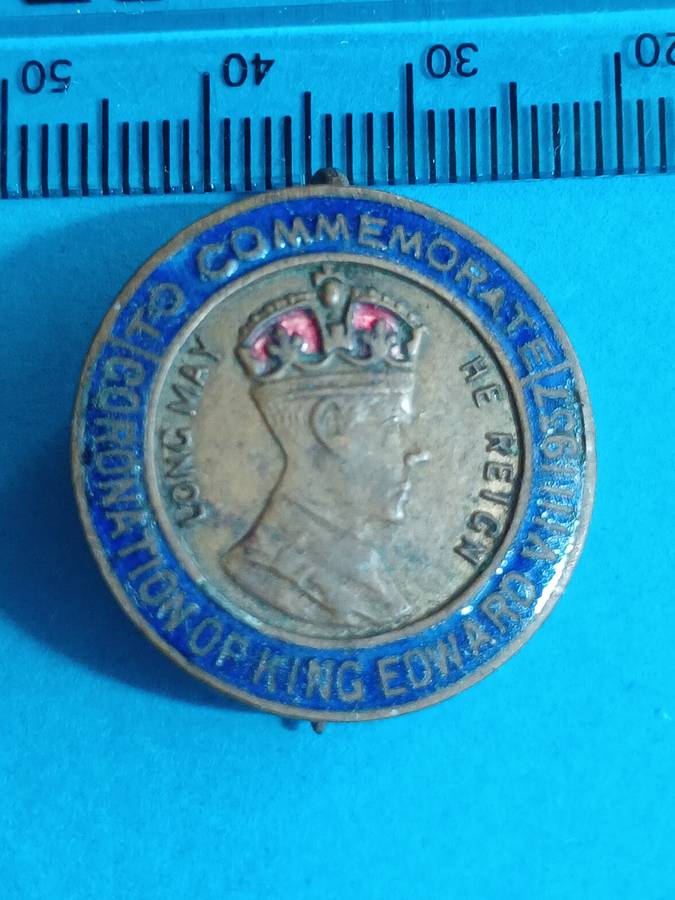 50 40 30 20
TO COMMEMORATE
CORONATION OF KING EDWARD VIII 1937
LONG MAY
HE REIGN